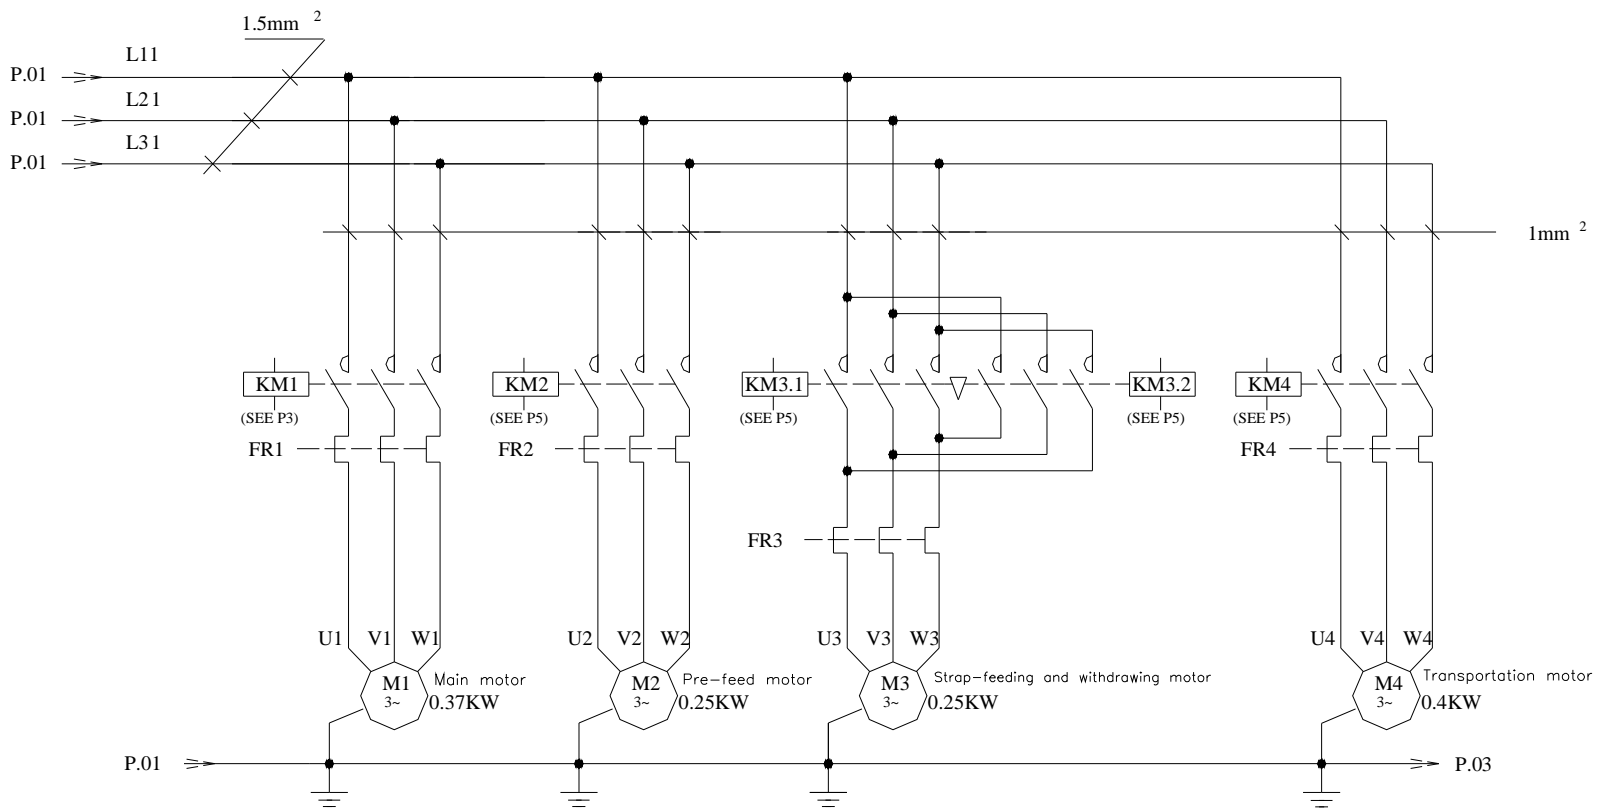 1.5mm 2
P.01 L11
P.01 L21
P.01 L31
1mm 2
KM1 KM2 KM3.1 KM3.2 KM4
(SEE P3) (SEE P5) (SEE P5) (SEE P5) (SEE P5)
FR1 FR2 FR4
FR3
U1 V1 W1 U2 V2 W2 U3 V3 W3 U4 V4 W4
M1 Main motor M2 Pre-feed motor M3 Strap-feeding and withdrawing motor M4 Transportation motor
3~ 0.37KW 3~ 0.25KW 3~ 0.25KW 3~ 0.4KW
P.01 P.03